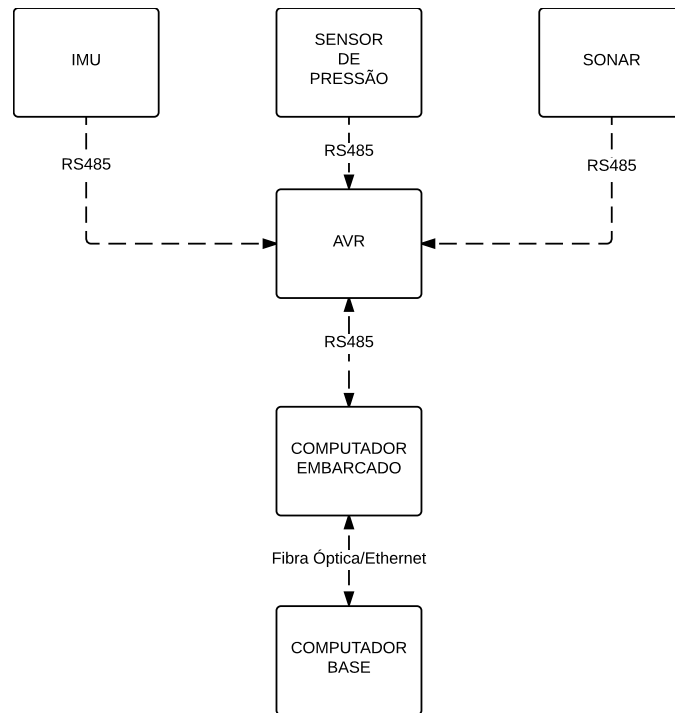 IMU
SENSOR
DE
PRESSÃO
SONAR
RS485
RS485
RS485
AVR
RS485
COMPUTADOR
EMBARCADO
Fibra Óptica/Ethernet
COMPUTADOR
BASE